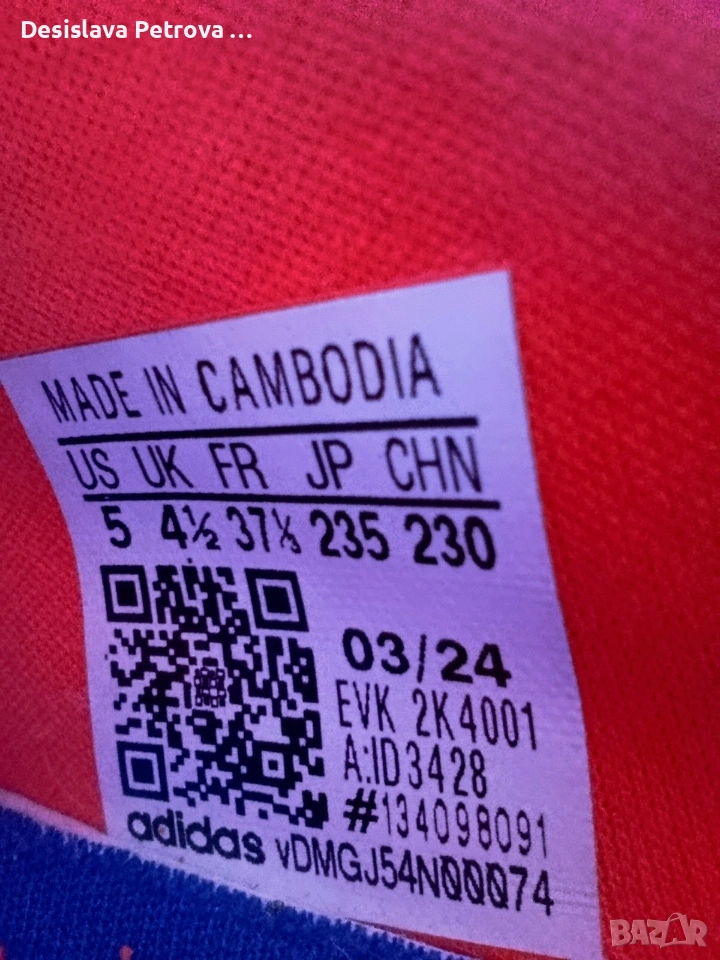 Desislava Petrova ...
MADE IN CAMBODIA
US UK FR JP CHN
5 4½ 37⅓ 235 230
03/24
EVK 2K4001
A:ID3428
#134098091
adidas vDMGJ54N00074
BAZAR